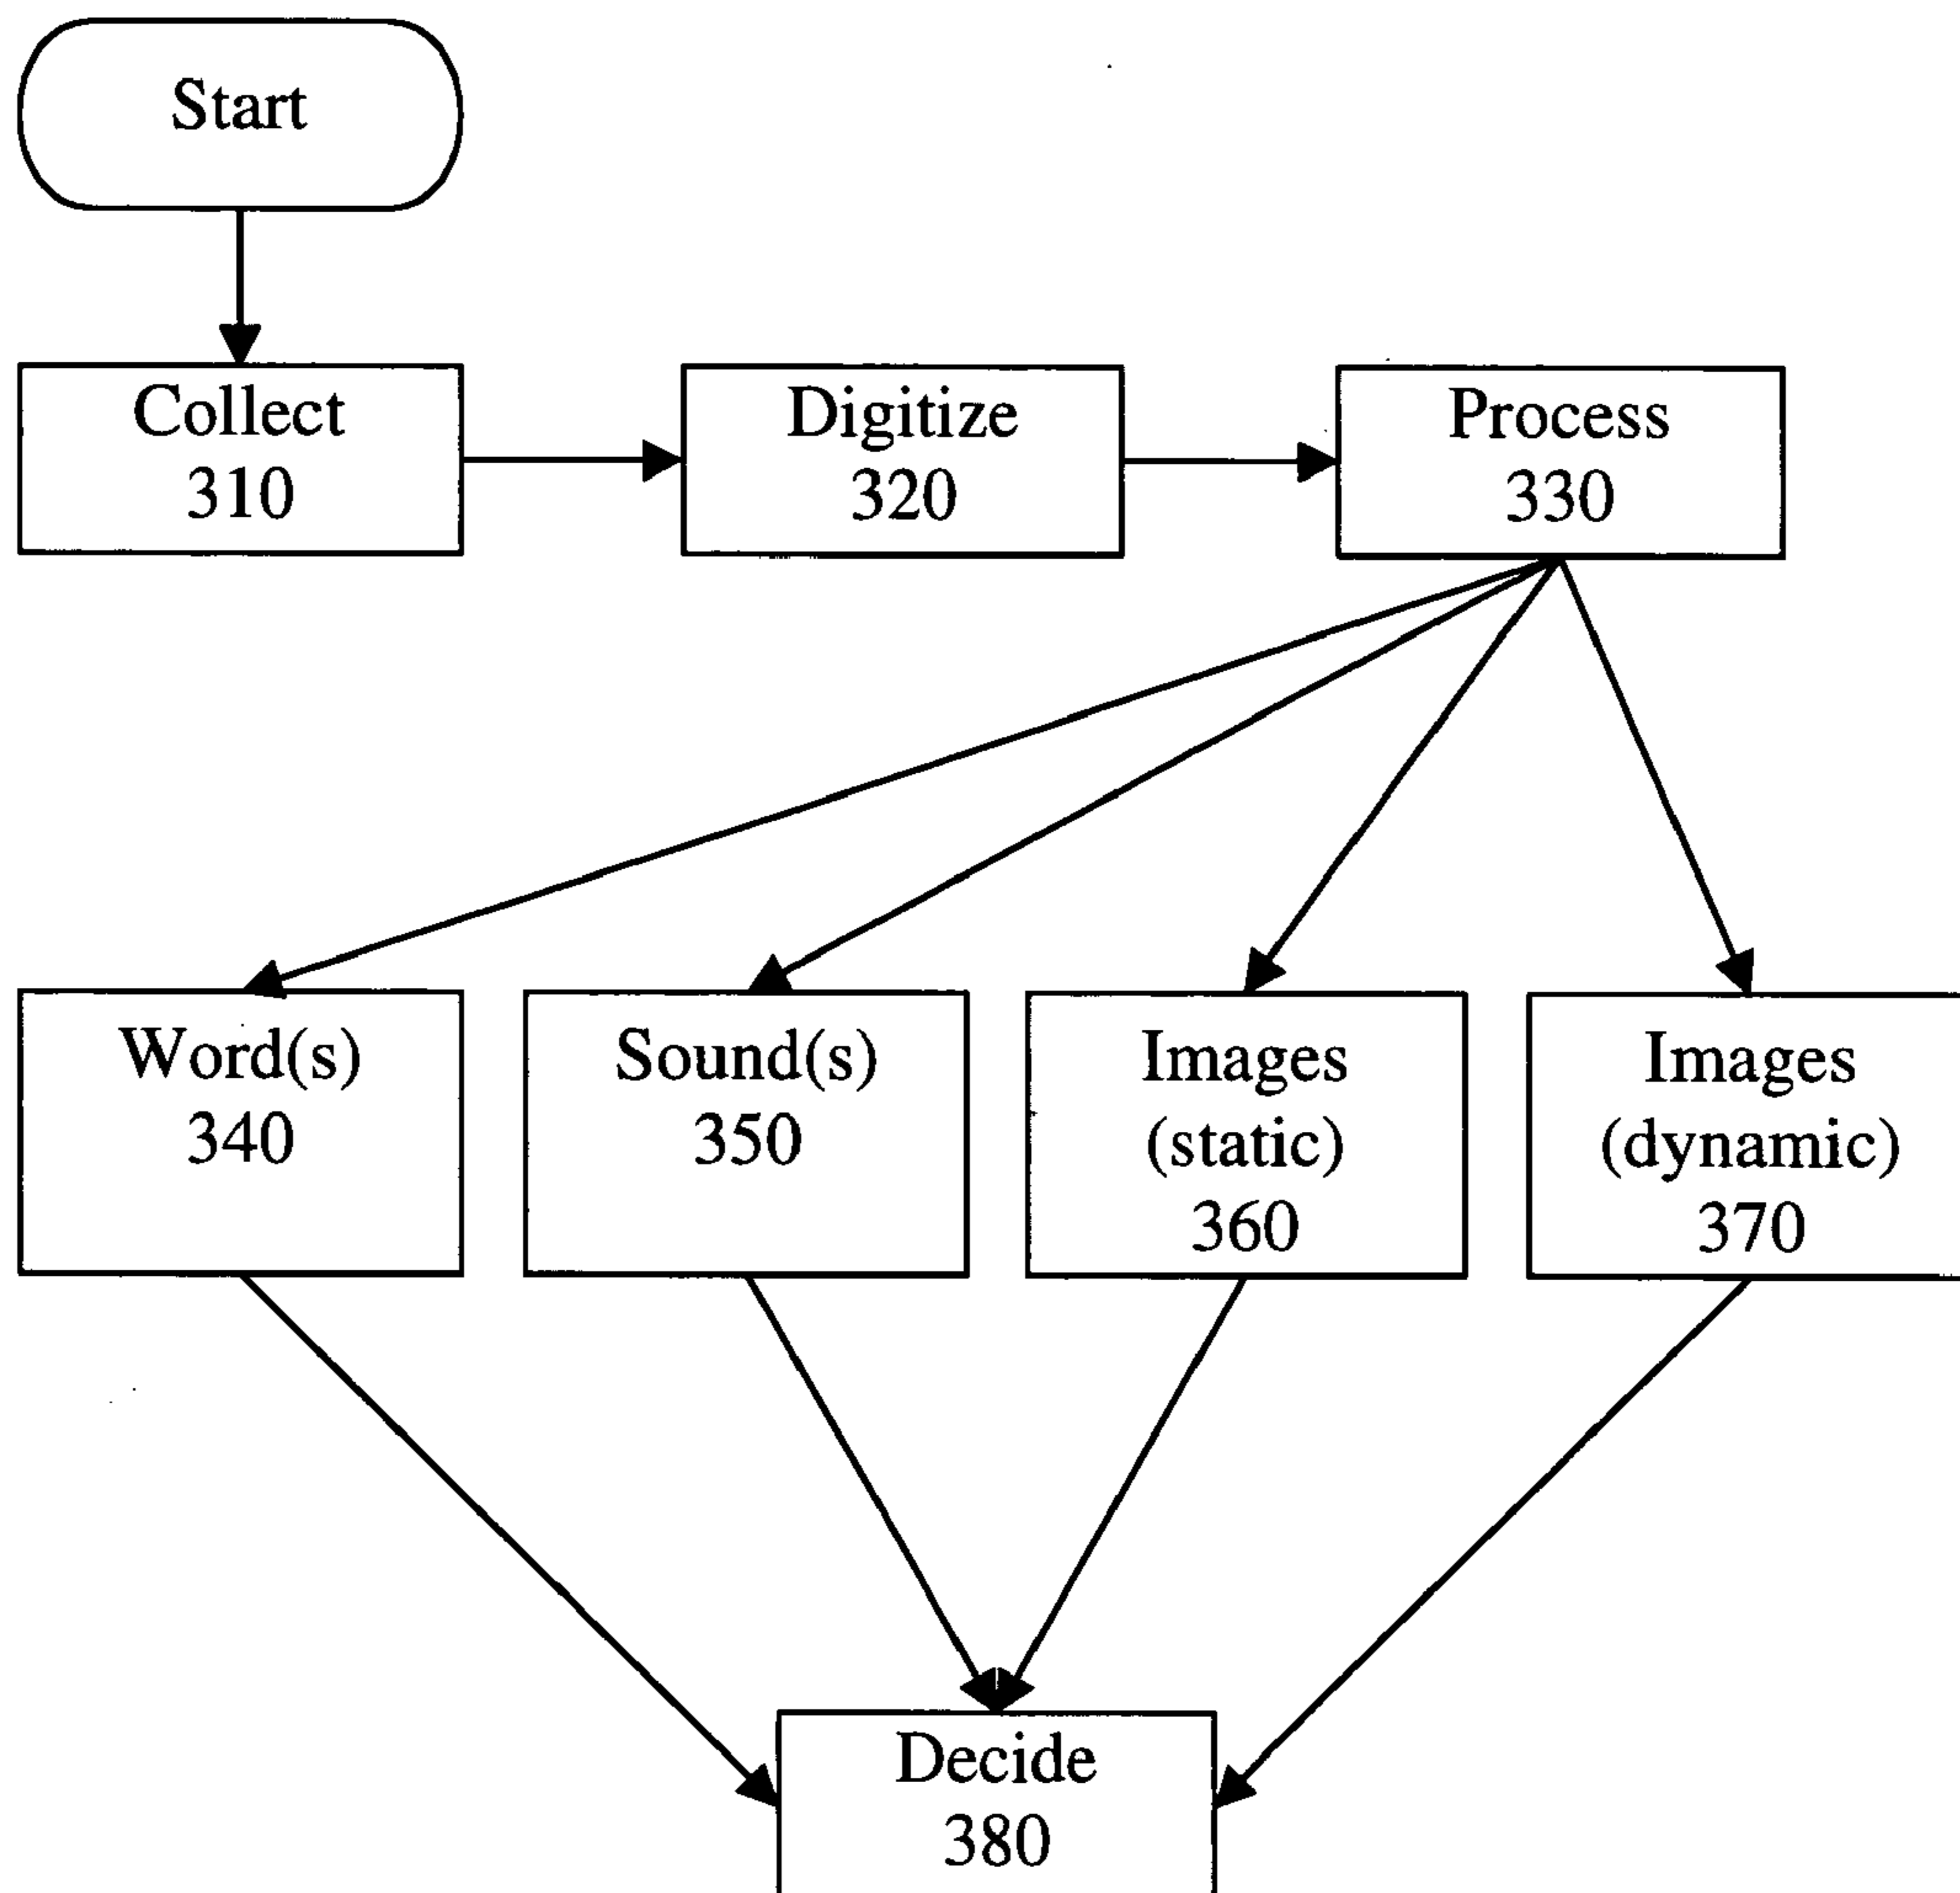 Start
Collect
310
Digitize
320
Process
330
Word(s)
340
Sound(s)
350
Images
(static)
360
Images
(dynamic)
370
Decide
380